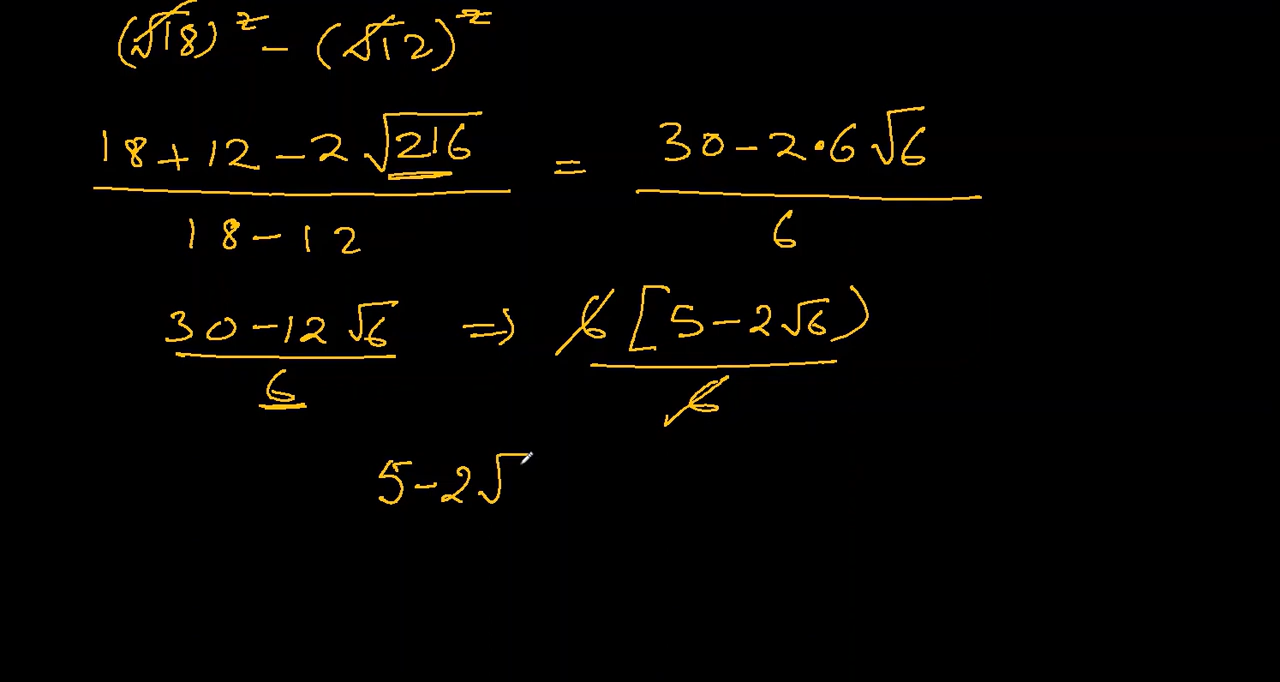 (√18)² - (√12)²
18 + 12 - 2√216 / 18 - 12 = 30 - 2·6√6 / 6
30 - 12√6 / 6 ⇒ 6[5 - 2√6) / 6
5 - 2√